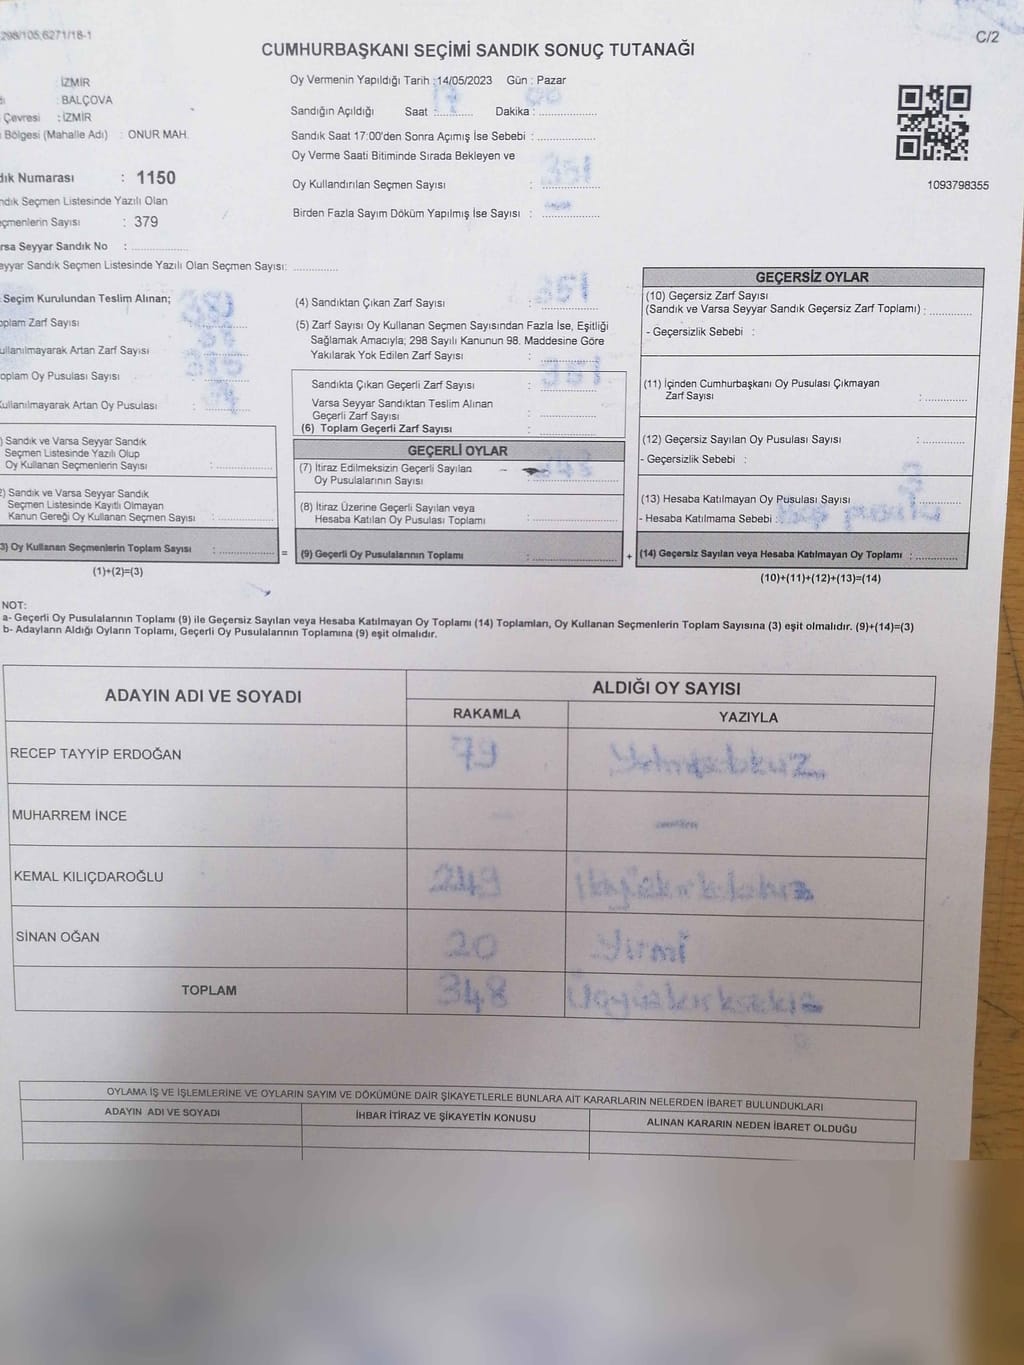 298/105,6271/18-1
C/2
CUMHURBAŞKANI SEÇİMİ SANDIK SONUÇ TUTANAĞI
İZMİR
: BALÇOVA
Çevresi : İZMİR
Bölgesi (Mahalle Adı) : ONUR MAH.
dık Numarası : 1150
ndık Seçmen Listesinde Yazılı Olan
eçmenlerin Sayısı : 379
rsa Seyyar Sandık No :
eyyar Sandık Seçmen Listesinde Yazılı Olan Seçmen Sayısı:
Oy Vermenin Yapıldığı Tarih :14/05/2023 Gün : Pazar
Sandığın Açıldığı Saat : 17 Dakika : 00
Sandık Saat 17:00'den Sonra Açımış İse Sebebi :
Oy Verme Saati Bitiminde Sırada Bekleyen ve
Oy Kullandırılan Seçmen Sayısı : 351
Birden Fazla Sayım Döküm Yapılmış İse Sayısı : —
1093798355
Seçim Kurulundan Teslim Alınan;
oplam Zarf Sayısı :
ullanılmayarak Artan Zarf Sayısı :
oplam Oy Pusulası Sayısı :
Kullanılmayarak Artan Oy Pusulası :
) Sandık ve Varsa Seyyar Sandık
Seçmen Listesinde Yazılı Olup
Oy Kullanan Seçmenlerin Sayısı :
2) Sandık ve Varsa Seyyar Sandık
Seçmen Listesinde Kayıtlı Olmayan
Kanun Gereği Oy Kullanan Seçmen Sayısı :
3) Oy Kullanan Seçmenlerin Toplam Sayısı : =
(1)+(2)=(3)
(4) Sandıktan Çıkan Zarf Sayısı : 351
(5) Zarf Sayısı Oy Kullanan Seçmen Sayısından Fazla İse, Eşitliği
Sağlamak Amacıyla; 298 Sayılı Kanunun 98. Maddesine Göre
Yakılarak Yok Edilen Zarf Sayısı :
Sandıkta Çıkan Geçerli Zarf Sayısı : 351
Varsa Seyyar Sandıktan Teslim Alınan
Geçerli Zarf Sayısı :
(6) Toplam Geçerli Zarf Sayısı :
GEÇERLİ OYLAR
(7) İtiraz Edilmeksizin Geçerli Sayılan
Oy Pusulalarının Sayısı : 348
(8) İtiraz Üzerine Geçerli Sayılan veya
Hesaba Katılan Oy Pusulası Toplamı :
(9) Geçerli Oy Pusulalarının Toplamı : +
GEÇERSİZ OYLAR
(10) Geçersiz Zarf Sayısı
(Sandık ve Varsa Seyyar Sandık Geçersiz Zarf Toplamı) :
- Geçersizlik Sebebi :
(11) İçinden Cumhurbaşkanı Oy Pusulası Çıkmayan
Zarf Sayısı :
(12) Geçersiz Sayılan Oy Pusulası Sayısı :
- Geçersizlik Sebebi :
(13) Hesaba Katılmayan Oy Pusulası Sayısı : 3
- Hesaba Katılmama Sebebi :
(14) Geçersiz Sayılan veya Hesaba Katılmayan Oy Toplamı :
(10)+(11)+(12)+(13)=(14)
NOT:
a- Geçerli Oy Pusulalarının Toplamı (9) ile Geçersiz Sayılan veya Hesaba Katılmayan Oy Toplamı (14) Toplamları, Oy Kullanan Seçmenlerin Toplam Sayısına (3) eşit olmalıdır. (9)+(14)=(3)
b- Adayların Aldığı Oyların Toplamı, Geçerli Oy Pusulalarının Toplamına (9) eşit olmalıdır.
ADAYIN ADI VE SOYADI ALDIĞI OY SAYISI
RAKAMLA YAZIYLA
RECEP TAYYİP ERDOĞAN 79 Yetmişdokuz
MUHARREM İNCE — —
KEMAL KILIÇDAROĞLU 249 İkiyüzkırkdokuz
SİNAN OĞAN 20 Yirmi
TOPLAM 348 Üçyüzkırksekiz
OYLAMA İŞ VE İŞLEMLERİNE VE OYLARIN SAYIM VE DÖKÜMÜNE DAİR ŞİKAYETLERLE BUNLARA AİT KARARLARIN NELERDEN İBARET BULUNDUKLARI
ADAYIN ADI VE SOYADI İHBAR İTİRAZ VE ŞİKAYETİN KONUSU ALINAN KARARIN NEDEN İBARET OLDUĞU